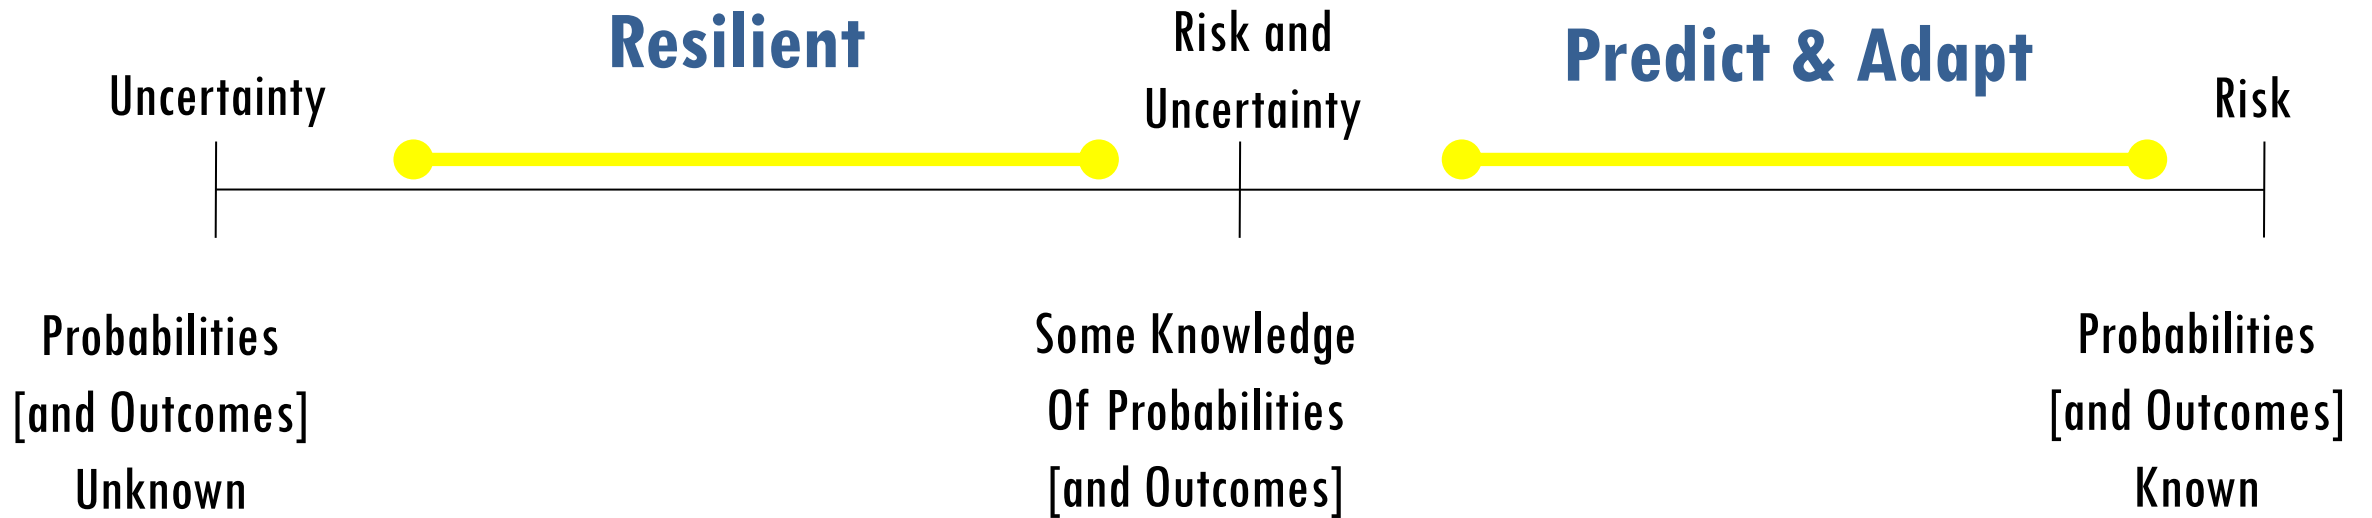 Resilient
Predict & Adapt
Uncertainty
Risk and
Uncertainty
Risk
Probabilities
[and Outcomes]
Unknown
Some Knowledge
Of Probabilities
[and Outcomes]
Probabilities
[and Outcomes]
Known